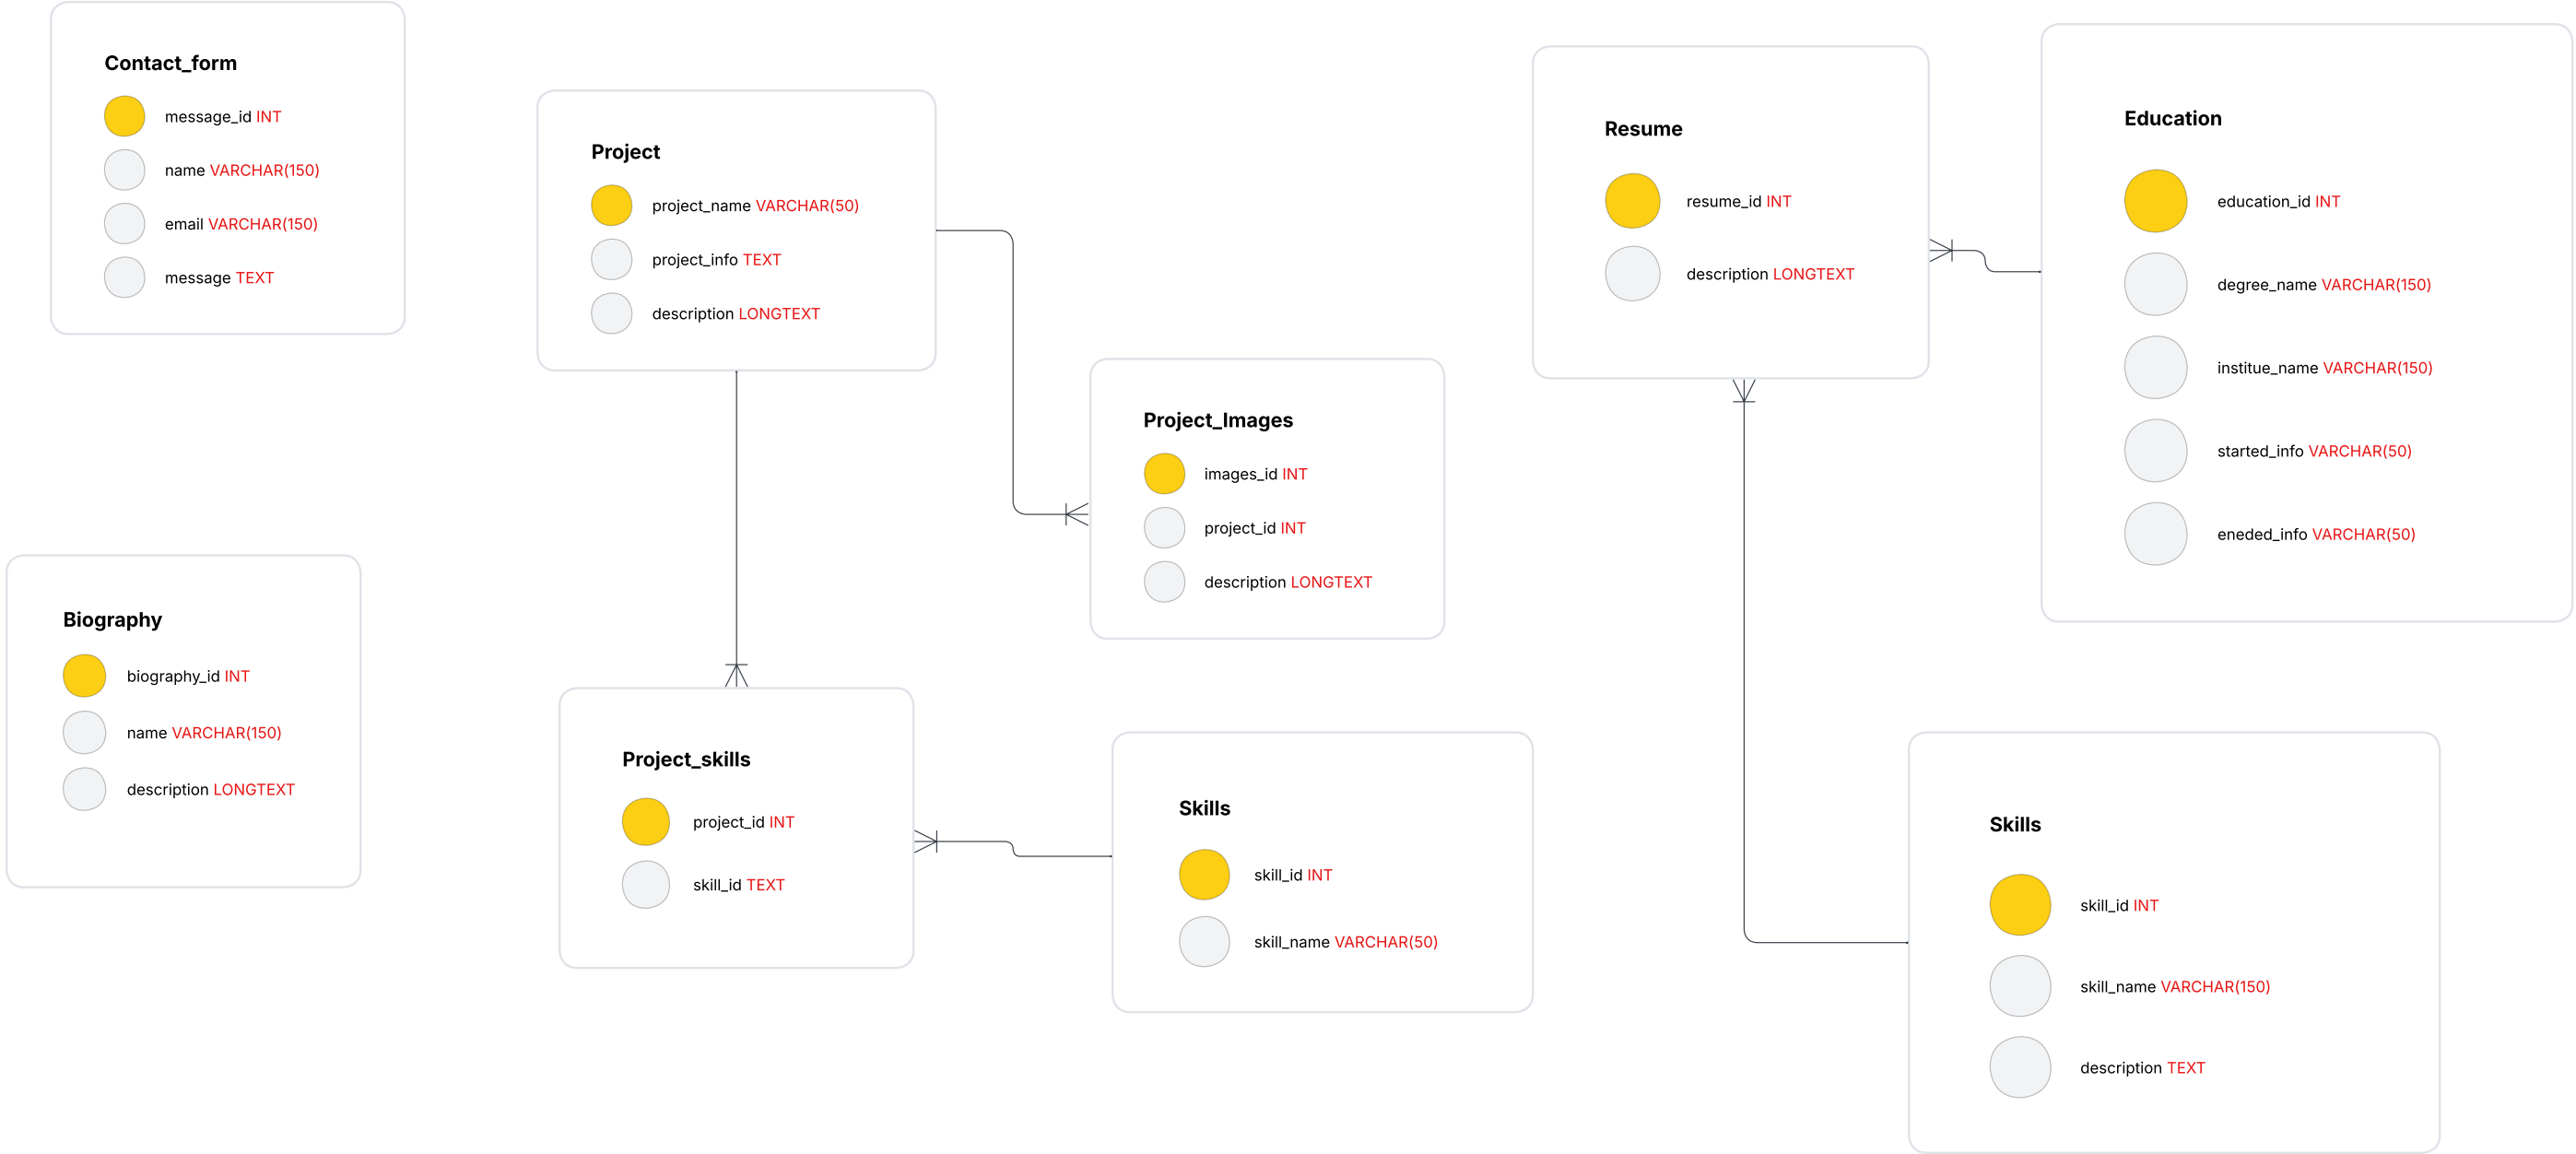 Contact_form
message_id INT
name VARCHAR(150)
email VARCHAR(150)
message TEXT
Project
project_name VARCHAR(50)
project_info TEXT
description LONGTEXT
Resume
resume_id INT
description LONGTEXT
Education
education_id INT
degree_name VARCHAR(150)
institue_name VARCHAR(150)
started_info VARCHAR(50)
eneded_info VARCHAR(50)
Project_Images
images_id INT
project_id INT
description LONGTEXT
Biography
biography_id INT
name VARCHAR(150)
description LONGTEXT
Project_skills
project_id INT
skill_id TEXT
Skills
skill_id INT
skill_name VARCHAR(50)
Skills
skill_id INT
skill_name VARCHAR(150)
description TEXT